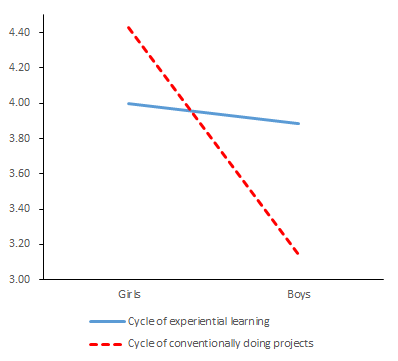 4.40
4.20
4.00
3.80
3.60
3.40
3.20
3.00
Girls Boys
Cycle of experiential learning
Cycle of conventionally doing projects